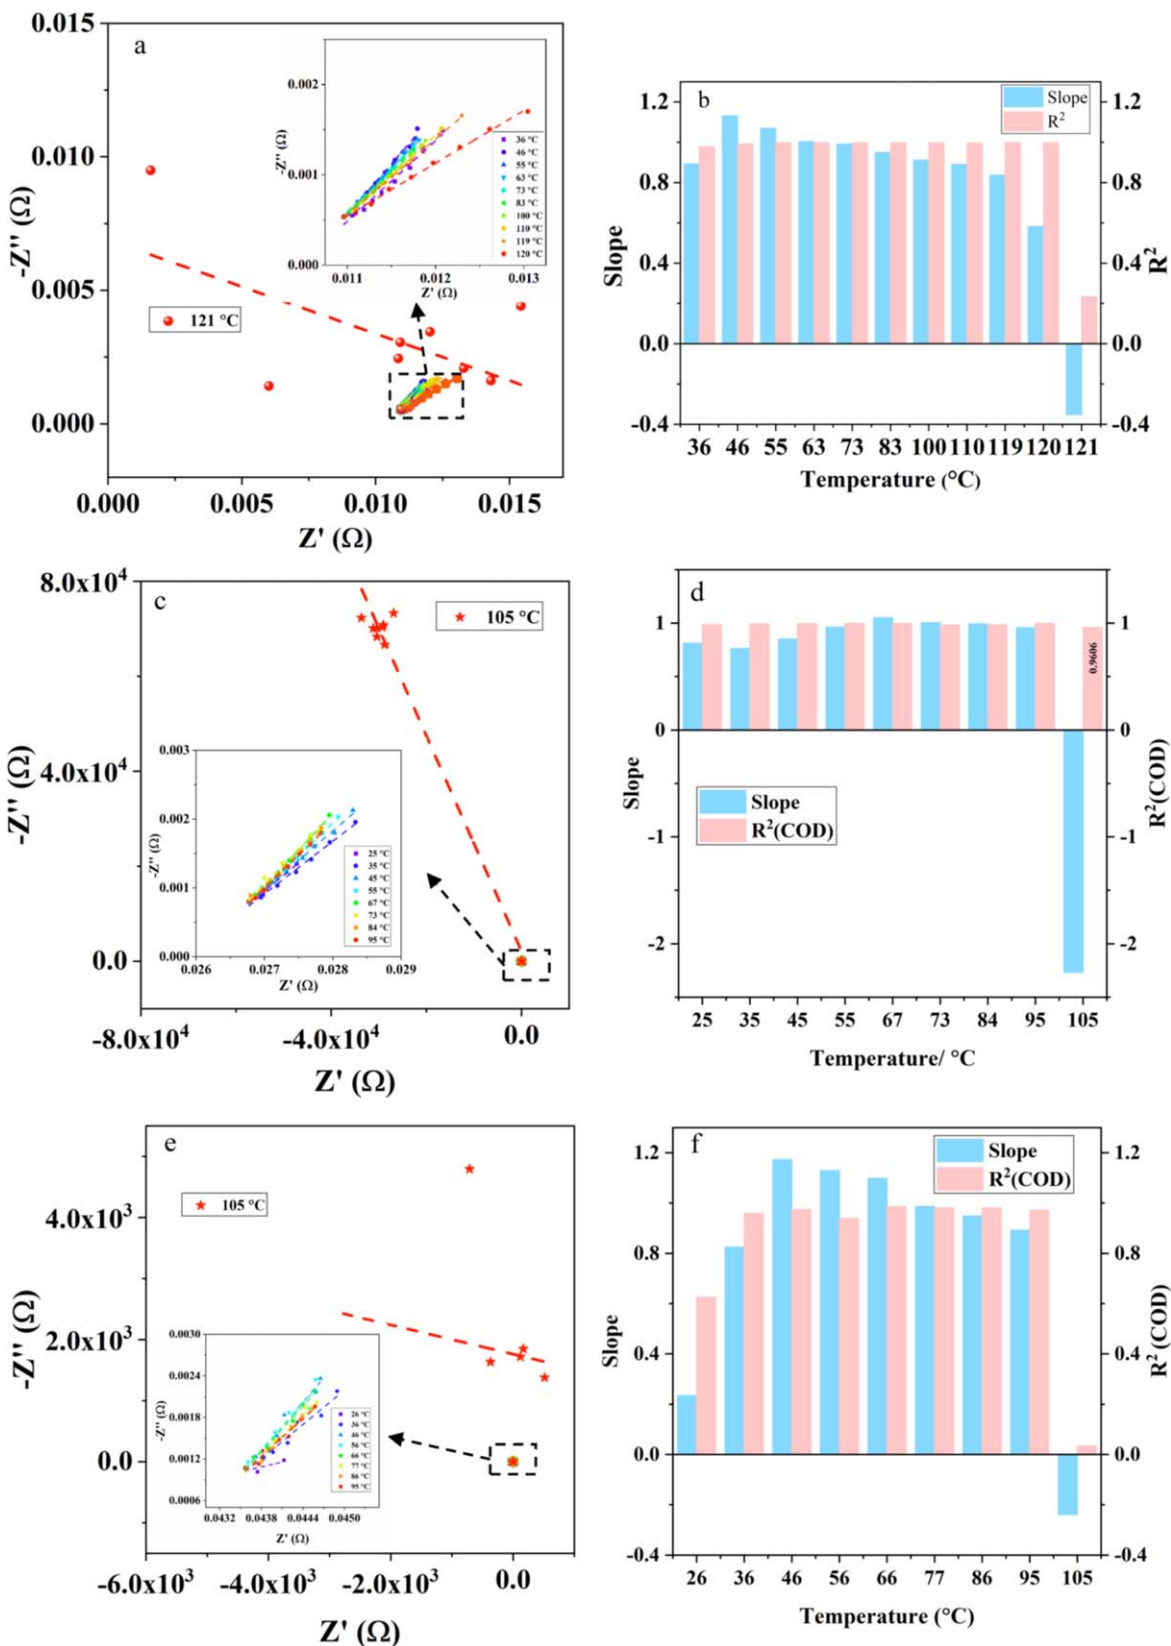 a
0.015
0.010
0.005
0.000
-Z'' (Ω)
0.000 0.005 0.010 0.015
Z' (Ω)
121 °C
0.002
0.001
0.000
-Z'' (Ω)
0.011 0.012 0.013
Z' (Ω)
36 °C
46 °C
55 °C
63 °C
73 °C
83 °C
100 °C
110 °C
119 °C
120 °C
b
Slope
R²
1.2 1.2
0.8 0.8
0.4 0.4
0.0 0.0
-0.4 -0.4
Slope
R²
36 46 55 63 73 83 100 110 119 120 121
Temperature (°C)
c
105 °C
8.0x10⁴
4.0x10⁴
0.0
-Z'' (Ω)
-8.0x10⁴ -4.0x10⁴ 0.0
Z' (Ω)
0.003
0.002
0.001
0.000
-Z'' (Ω)
0.026 0.027 0.028 0.029
Z' (Ω)
25 °C
35 °C
45 °C
55 °C
67 °C
73 °C
84 °C
95 °C
d
1 1
0 0
-1 -1
-2 -2
0.9606
Slope
R²(COD)
Slope
R²(COD)
25 35 45 55 67 73 84 95 105
Temperature/ °C
e
105 °C
4.0x10³
2.0x10³
0.0
-Z'' (Ω)
-6.0x10³ -4.0x10³ -2.0x10³ 0.0
Z' (Ω)
0.0030
0.0024
0.0018
0.0012
0.0006
-Z'' (Ω)
0.0432 0.0438 0.0444 0.0450
Z' (Ω)
26 °C
36 °C
46 °C
56 °C
66 °C
77 °C
86 °C
95 °C
f
Slope
R²(COD)
1.2 1.2
0.8 0.8
0.4 0.4
0.0 0.0
-0.4 -0.4
Slope
R² (COD)
26 36 46 56 66 77 86 95 105
Temperature (°C)